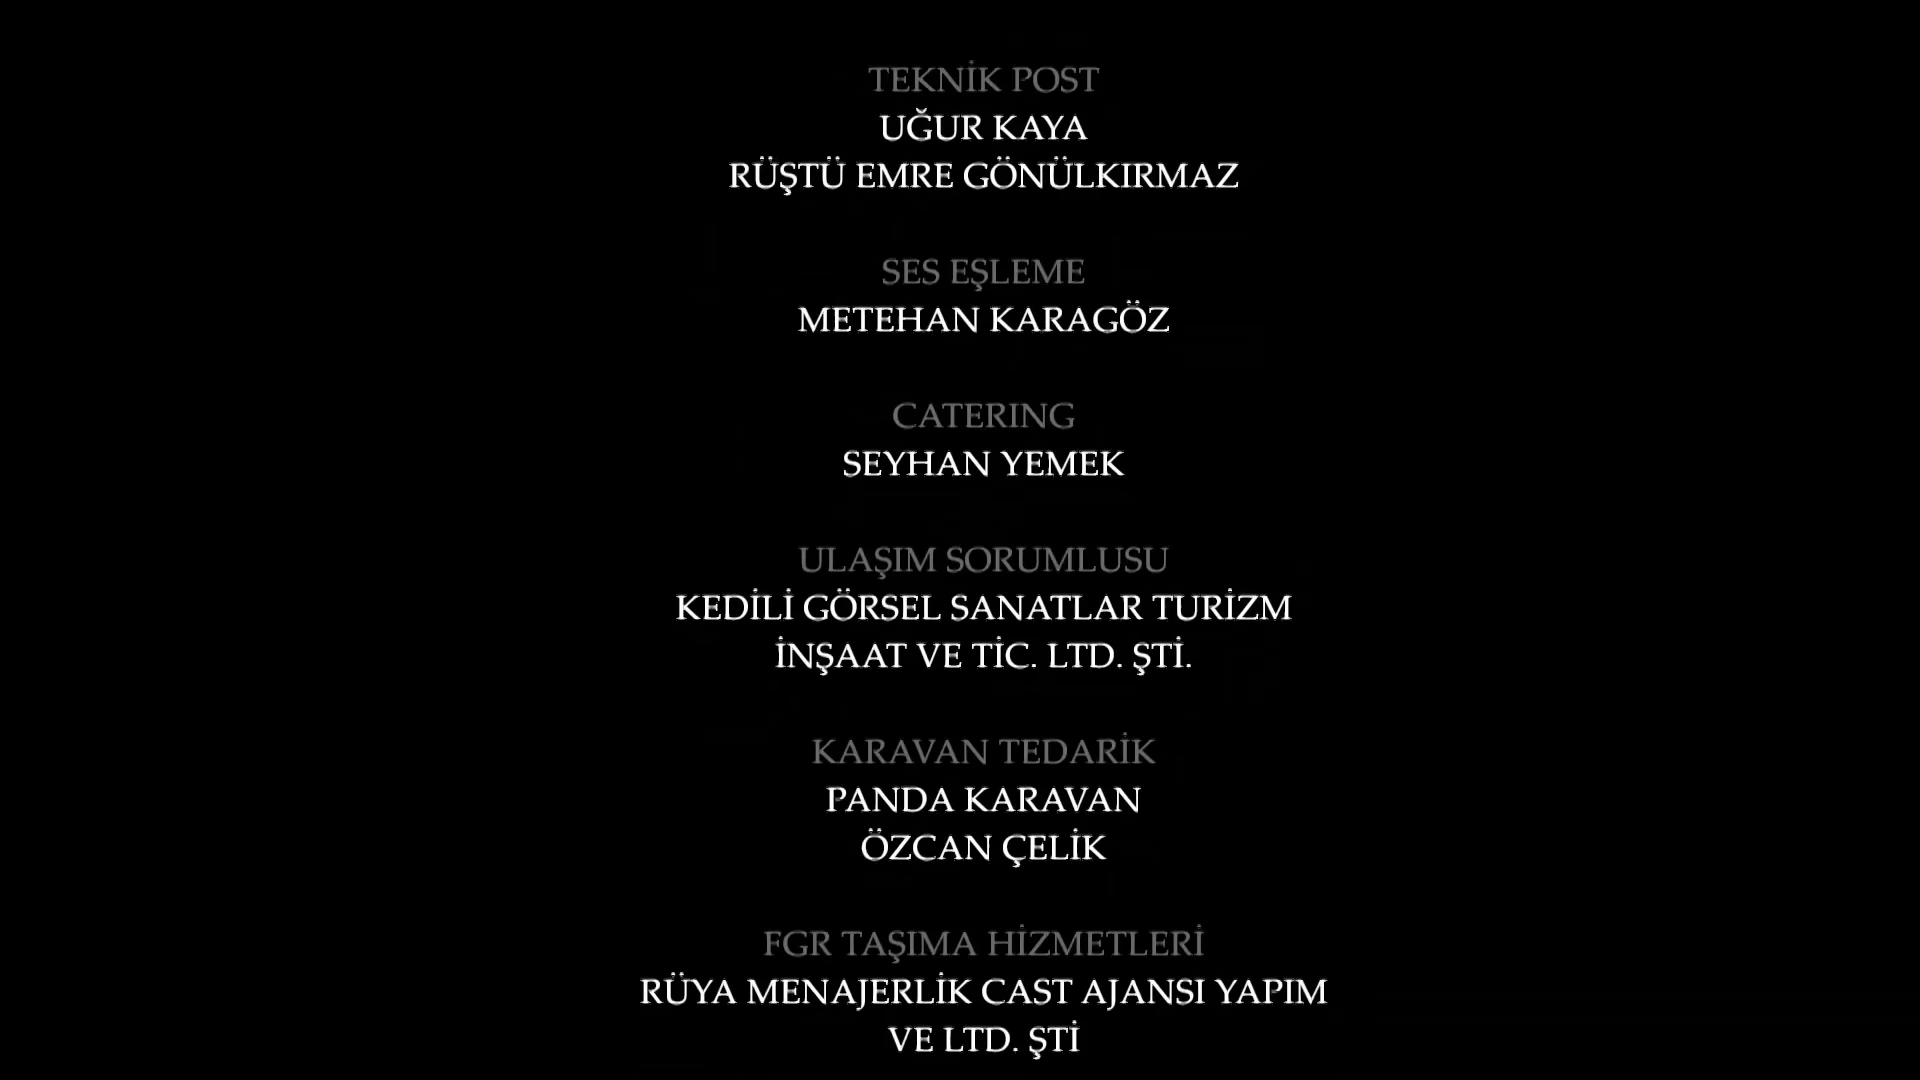 TEKNİK POST
UĞUR KAYA
RÜŞTÜ EMRE GÖNÜLKIRMAZ
SES EŞLEME
METEHAN KARAGÖZ
CATERING
SEYHAN YEMEK
ULAŞIM SORUMLUSU
KEDİLİ GÖRSEL SANATLAR TURİZM
İNŞAAT VE TİC. LTD. ŞTİ.
KARAVAN TEDARİK
PANDA KARAVAN
ÖZCAN ÇELİK
FGR TAŞIMA HİZMETLERİ
RÜYA MENAJERLİK CAST AJANSI YAPIM
VE LTD. ŞTİ